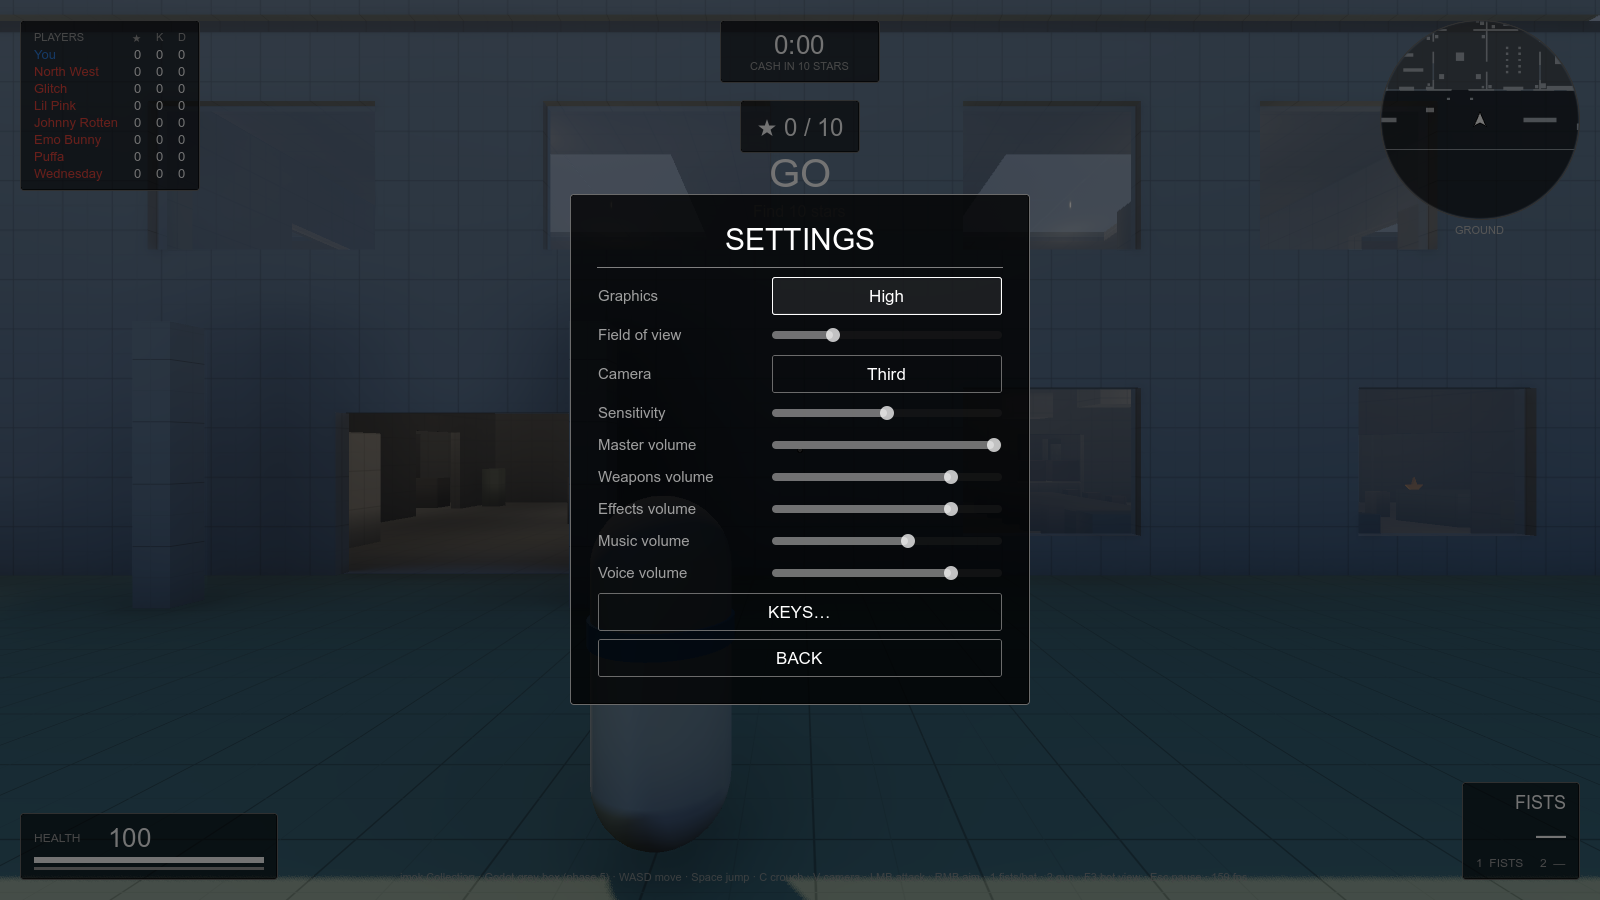 PLAYERS ★ K D
You 0 0 0
North West 0 0 0
Glitch 0 0 0
Lil Pink 0 0 0
Johnny Rotten 0 0 0
Emo Bunny 0 0 0
Puffa 0 0 0
Wednesday 0 0 0
0:00
CASH IN 10 STARS
★ 0 / 10
GO
GROUND
SETTINGS
Graphics High
Field of view
Camera Third
Sensitivity
Master volume
Weapons volume
Effects volume
Music volume
Voice volume
KEYS...
BACK
HEALTH 100
WASD move · Space jump · C crouch
FISTS
1 FISTS 2 —